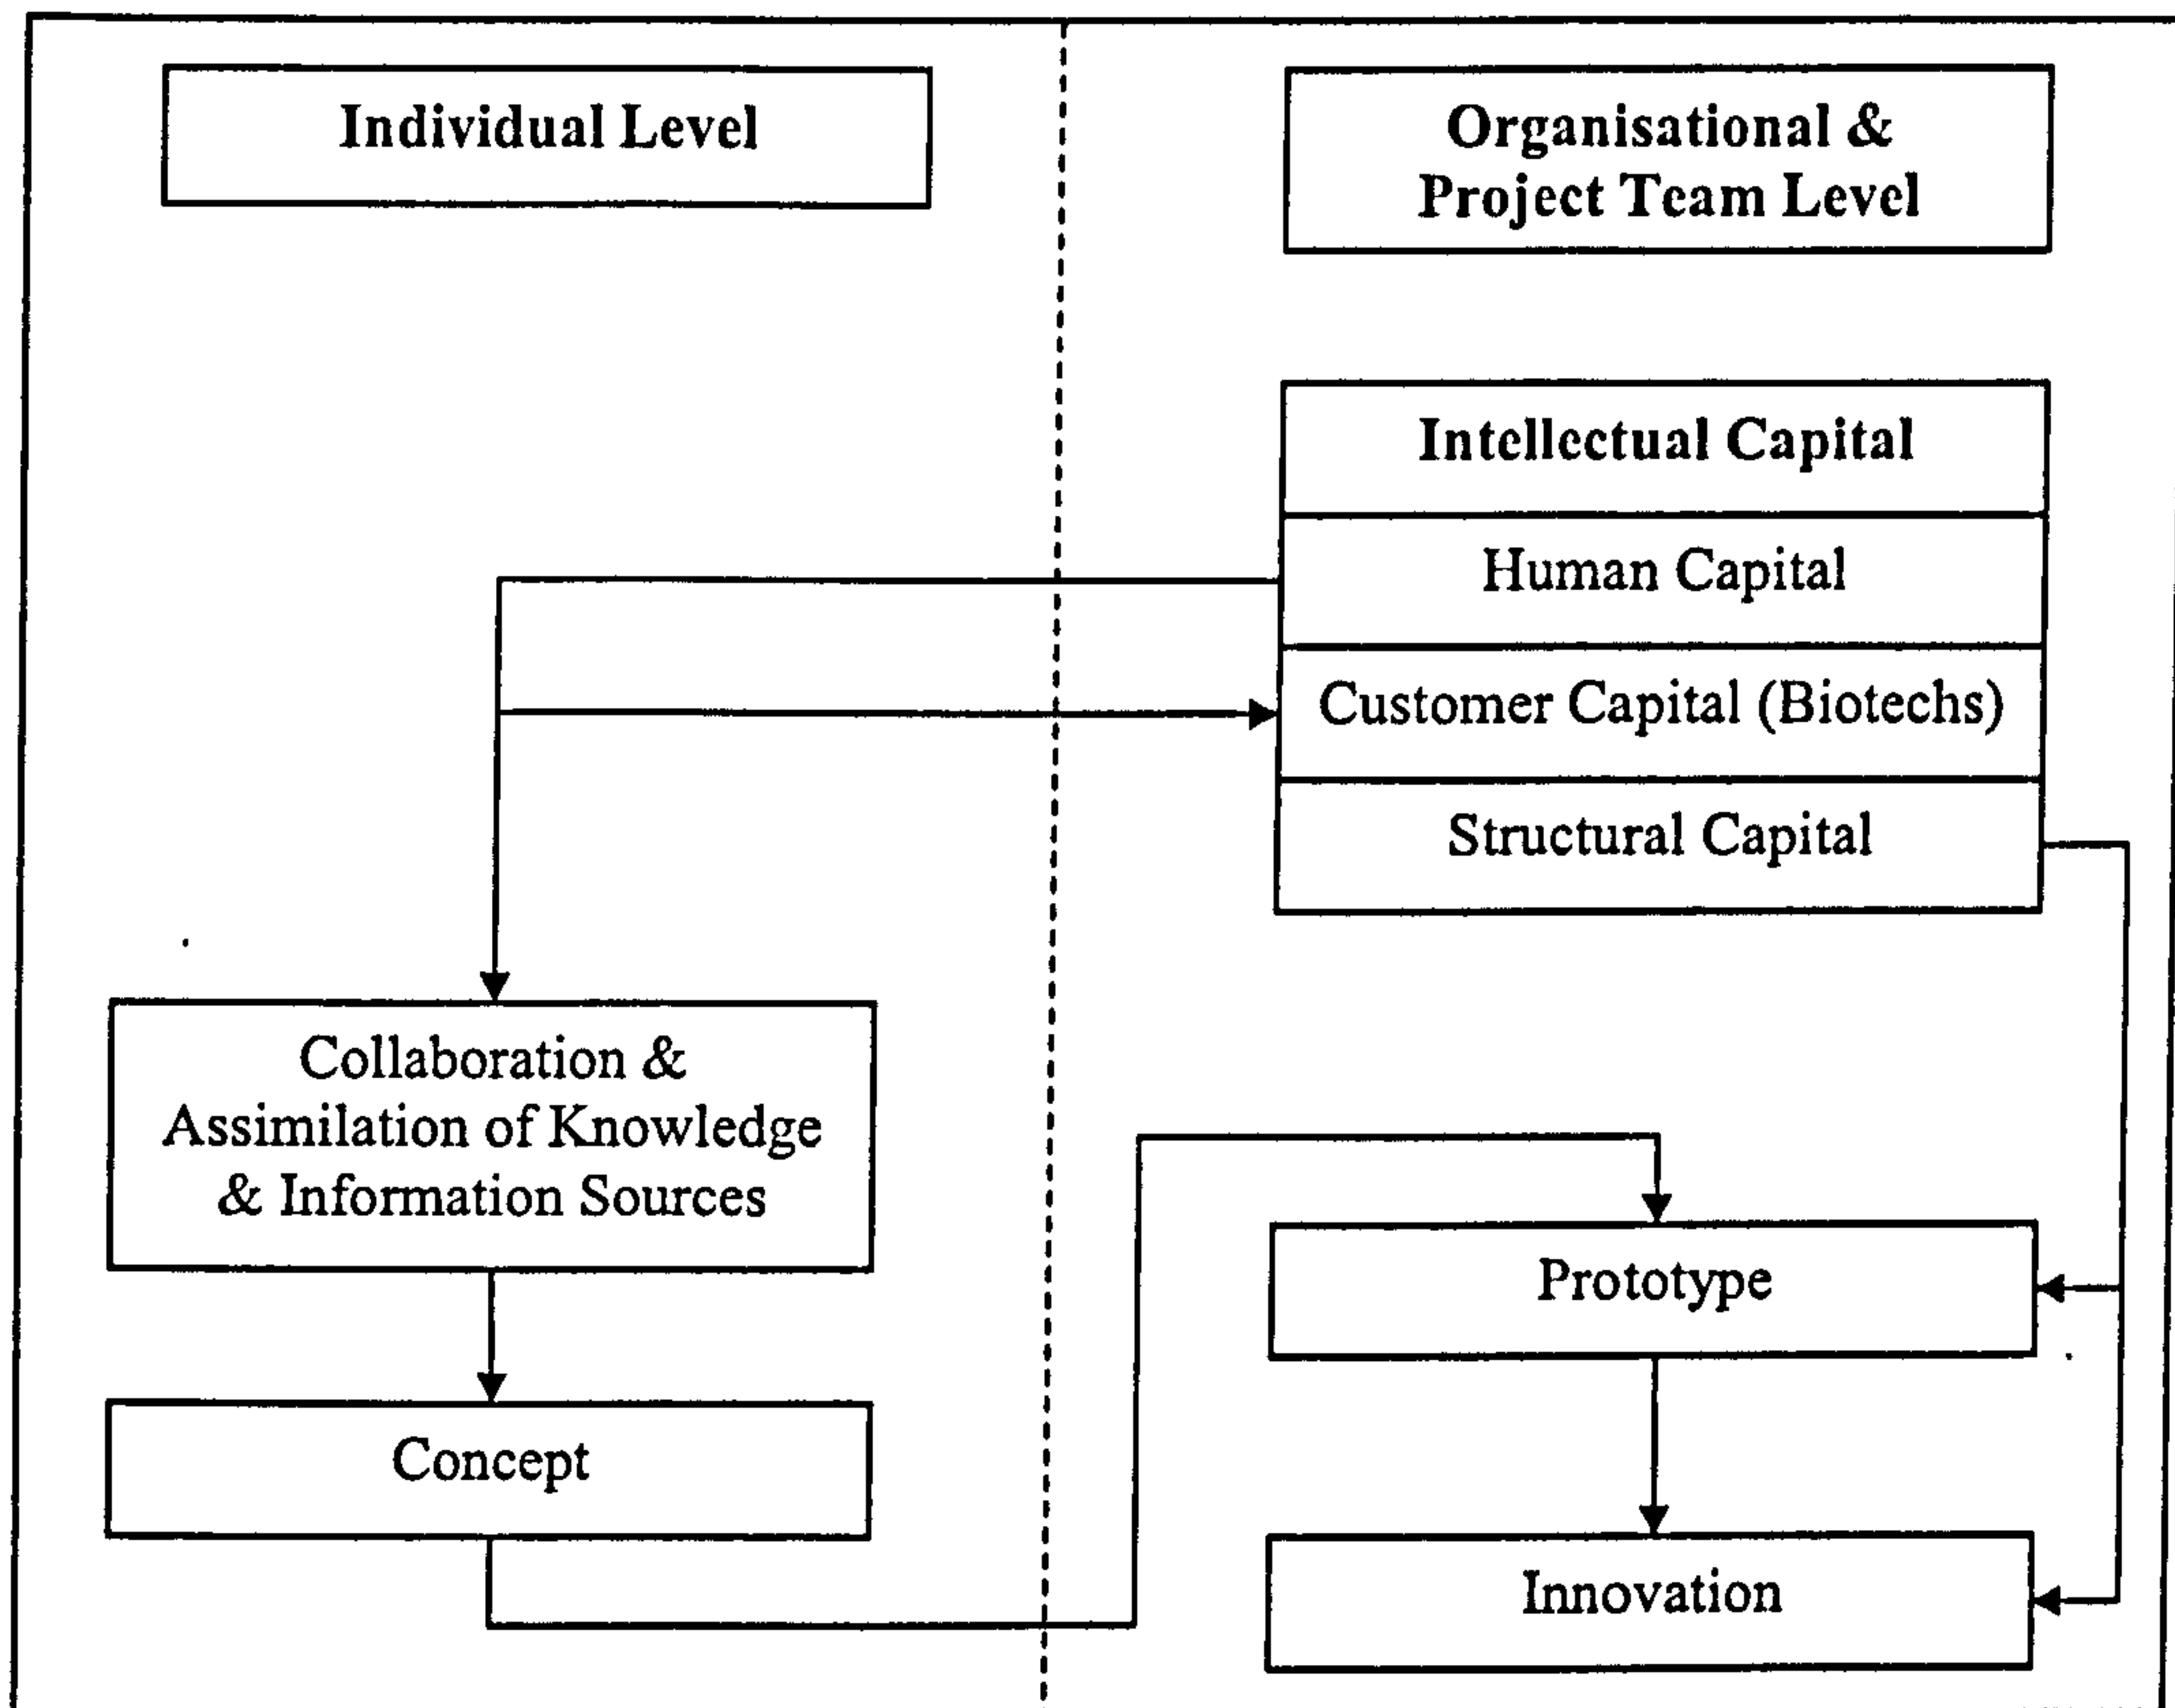 Individual Level
Organisational &
Project Team Level
Intellectual Capital
Human Capital
Customer Capital (Biotechs)
Structural Capital
Collaboration &
Assimilation of Knowledge
& Information Sources
Concept
Prototype
Innovation